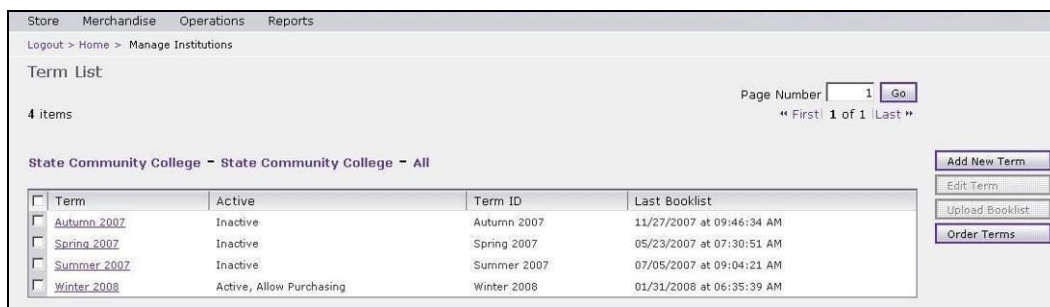 Store Merchandise Operations Reports
Logout > Home > Manage Institutions
Term List
Page Number 1 Go
4 items
« First| 1 of 1 |Last »
State Community College - State Community College - All
Add New Term
Edit Term
Upload Booklist
Order Terms
Term Active Term ID Last Booklist
Autumn 2007 Inactive Autumn 2007 11/27/2007 at 09:46:34 AM
Spring 2007 Inactive Spring 2007 05/23/2007 at 07:30:51 AM
Summer 2007 Inactive Summer 2007 07/05/2007 at 09:04:21 AM
Winter 2008 Active, Allow Purchasing Winter 2008 01/31/2008 at 06:35:39 AM